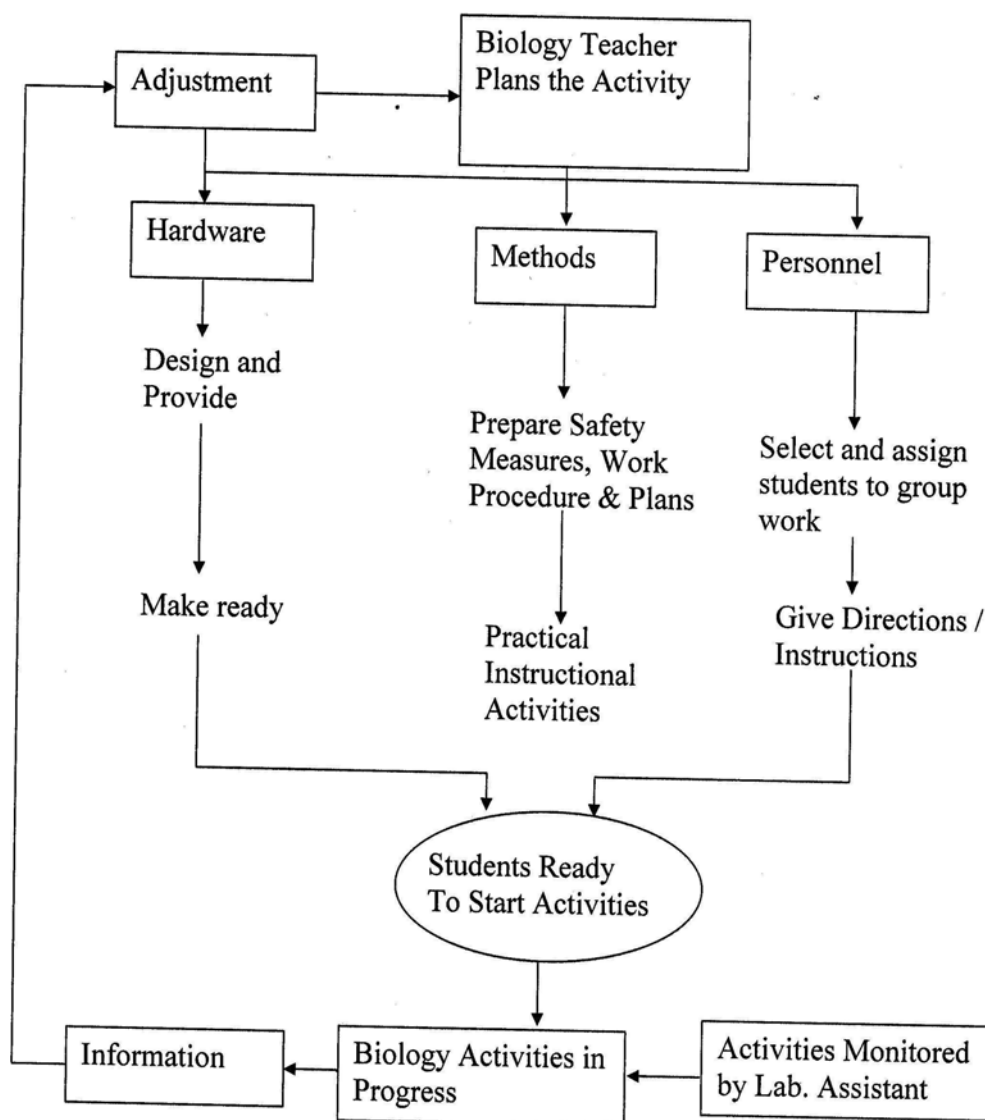 Biology Teacher
Plans the Activity
Adjustment
Hardware
Methods
Personnel
Design and
Provide
Prepare Safety
Measures, Work
Procedure & Plans
Select and assign
students to group
work
Make ready
Practical
Instructional
Activities
Give Directions /
Instructions
Students Ready
To Start Activities
Information
Biology Activities in
Progress
Activities Monitored
by Lab. Assistant